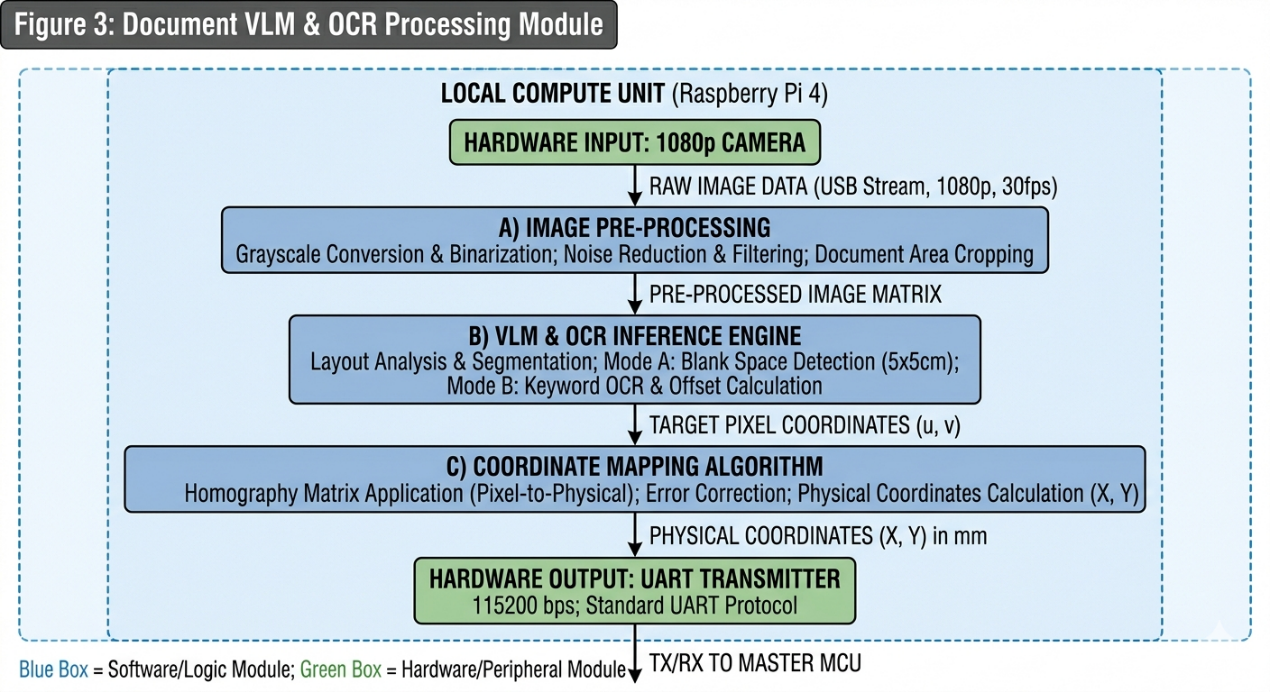 Figure 3: Document VLM & OCR Processing Module
LOCAL COMPUTE UNIT (Raspberry Pi 4)
HARDWARE INPUT: 1080p CAMERA
RAW IMAGE DATA (USB Stream, 1080p, 30fps)
A) IMAGE PRE-PROCESSING
Grayscale Conversion & Binarization; Noise Reduction & Filtering; Document Area Cropping
PRE-PROCESSED IMAGE MATRIX
B) VLM & OCR INFERENCE ENGINE
Layout Analysis & Segmentation; Mode A: Blank Space Detection (5x5cm);
Mode B: Keyword OCR & Offset Calculation
TARGET PIXEL COORDINATES (u, v)
C) COORDINATE MAPPING ALGORITHM
Homography Matrix Application (Pixel-to-Physical); Error Correction; Physical Coordinates Calculation (X, Y)
PHYSICAL COORDINATES (X, Y) in mm
HARDWARE OUTPUT: UART TRANSMITTER
115200 bps; Standard UART Protocol
TX/RX TO MASTER MCU
Blue Box = Software/Logic Module; Green Box = Hardware/Peripheral Module